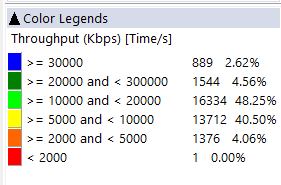 Color Legends
Throughput (Kbps) [Time/s]
>= 30000 889 2.62%
>= 20000 and < 300000 1544 4.56%
>= 10000 and < 20000 16334 48.25%
>= 5000 and < 10000 13712 40.50%
>= 2000 and < 5000 1376 4.06%
< 2000 1 0.00%